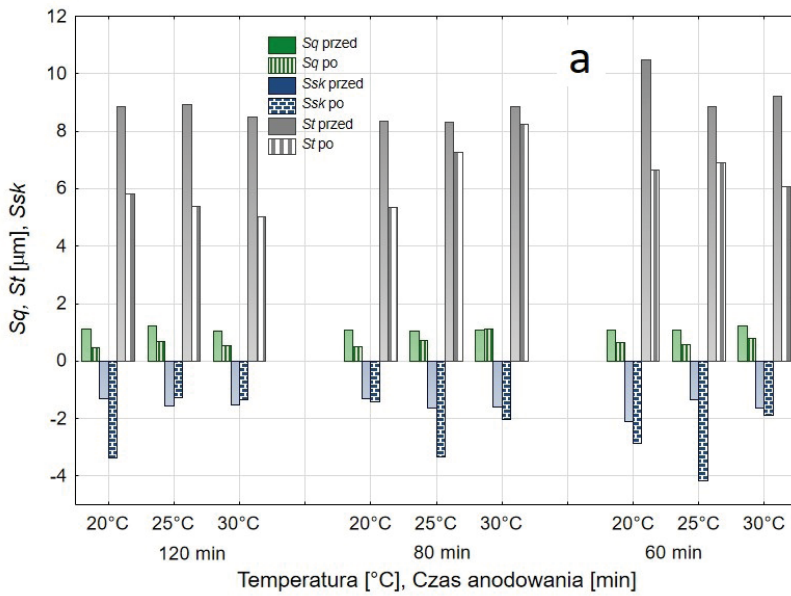 12
10
8
6
4
2
0
-2
-4
Sq, St [μm], Ssk
Sq przed
Sq po
Ssk przed
Ssk po
St przed
St po
a
20°C 25°C 30°C 20°C 25°C 30°C 20°C 25°C 30°C
120 min 80 min 60 min
Temperatura [°C], Czas anodowania [min]